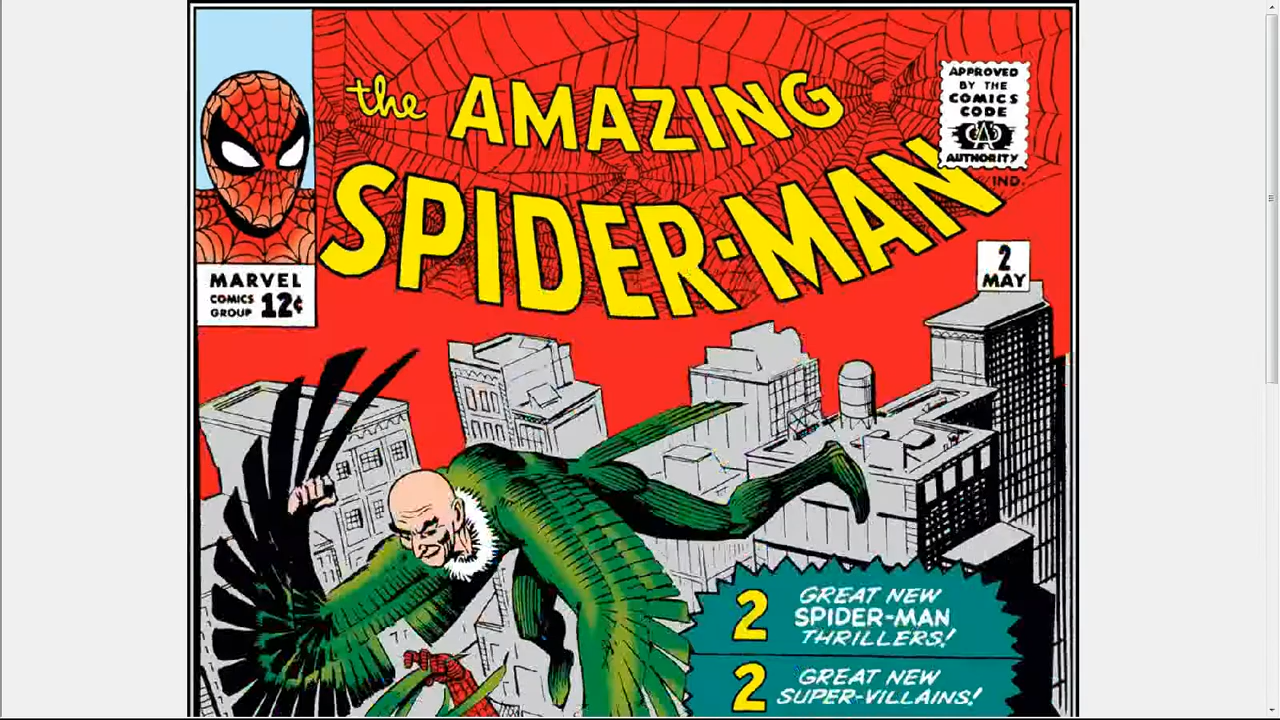 the AMAZING
SPIDER-MAN
APPROVED
BY THE
COMICS
CODE
CA
AUTHORITY
IND.
MARVEL
COMICS
GROUP 12¢
2
MAY
2 GREAT NEW
SPIDER-MAN
THRILLERS!
2 GREAT NEW
SUPER-VILLAINS!